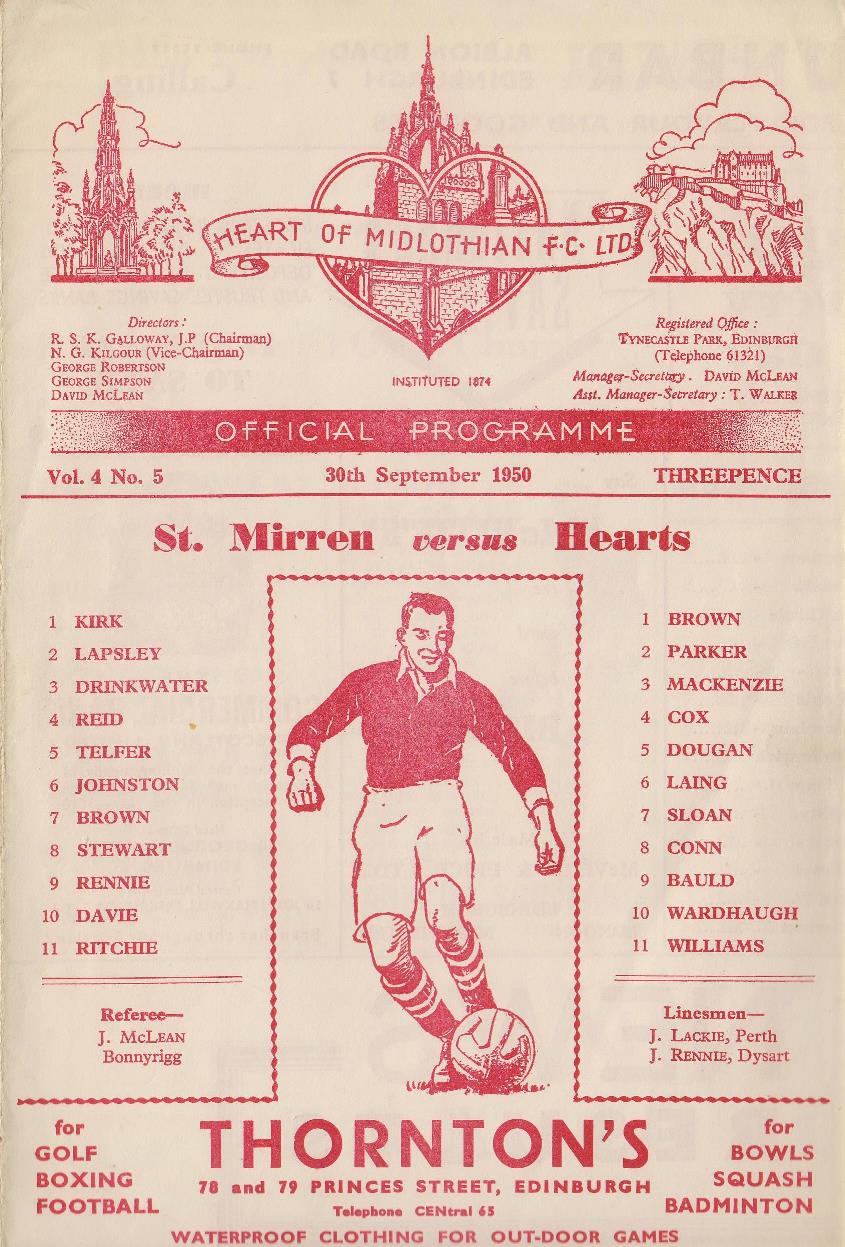 HEART OF MIDLOTHIAN F.C. LTD.
Directors:
R. S. K. GALLOWAY, J.P (Chairman)
N. G. KILGOUR (Vice-Chairman)
GEORGE ROBERTSON
GEORGE SIMPSON
DAVID MCLEAN
INSTITUTED 1874
Registered Office:
TYNECASTLE PARK, EDINBURGH
(Telephone 61321)
Manager-Secretary . DAVID MCLEAN
Asst. Manager-Secretary: T. WALKER
OFFICIAL PROGRAMME
Vol. 4 No. 5 30th September 1950 THREEPENCE
St. Mirren versus Hearts
1 KIRK
2 LAPSLEY
3 DRINKWATER
4 REID
5 TELFER
6 JOHNSTON
7 BROWN
8 STEWART
9 RENNIE
10 DAVIE
11 RITCHIE
Referee—
J. MCLEAN
Bonnyrigg
1 BROWN
2 PARKER
3 MACKENZIE
4 COX
5 DOUGAN
6 LAING
7 SLOAN
8 CONN
9 BAULD
10 WARDHAUGH
11 WILLIAMS
Linesmen—
J. LACKIE, Perth
J. RENNIE, Dysart
for
GOLF
BOXING
FOOTBALL
THORNTON'S
78 and 79 PRINCES STREET, EDINBURGH
Telephone CENtral 65
for
BOWLS
SQUASH
BADMINTON
WATERPROOF CLOTHING FOR OUT-DOOR GAMES